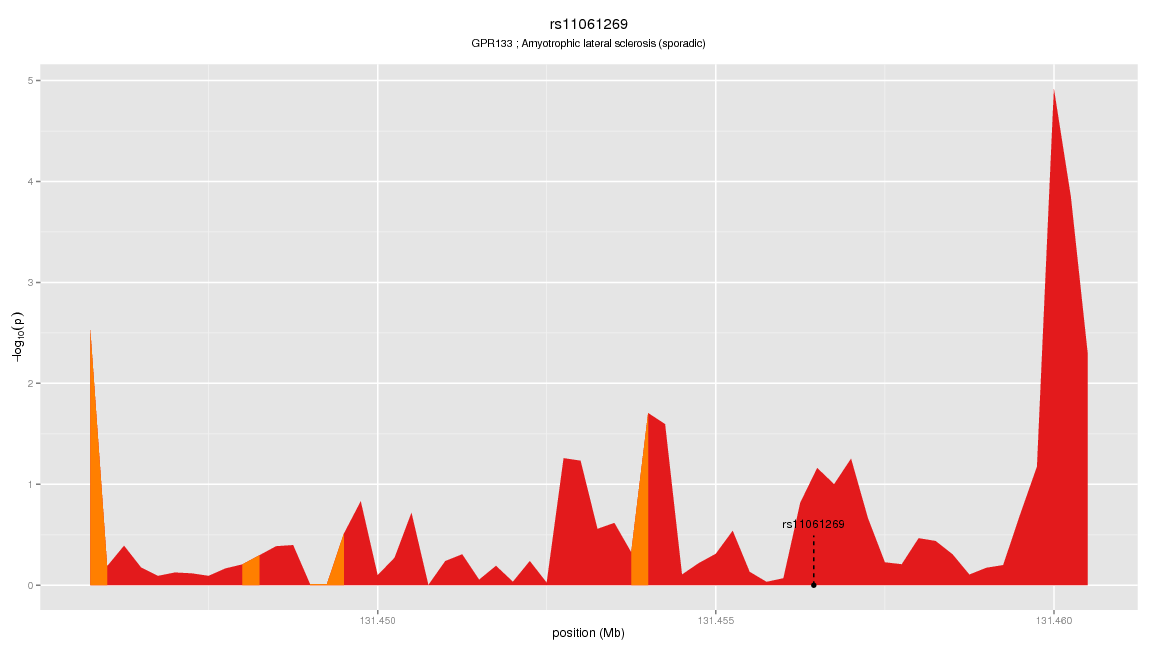 rs11061269
GPR133 ; Amyotrophic lateral sclerosis (sporadic)
5
4
3
2
1
0
−log10(p)
rs11061269
131.450
131.455
131.460
position (Mb)